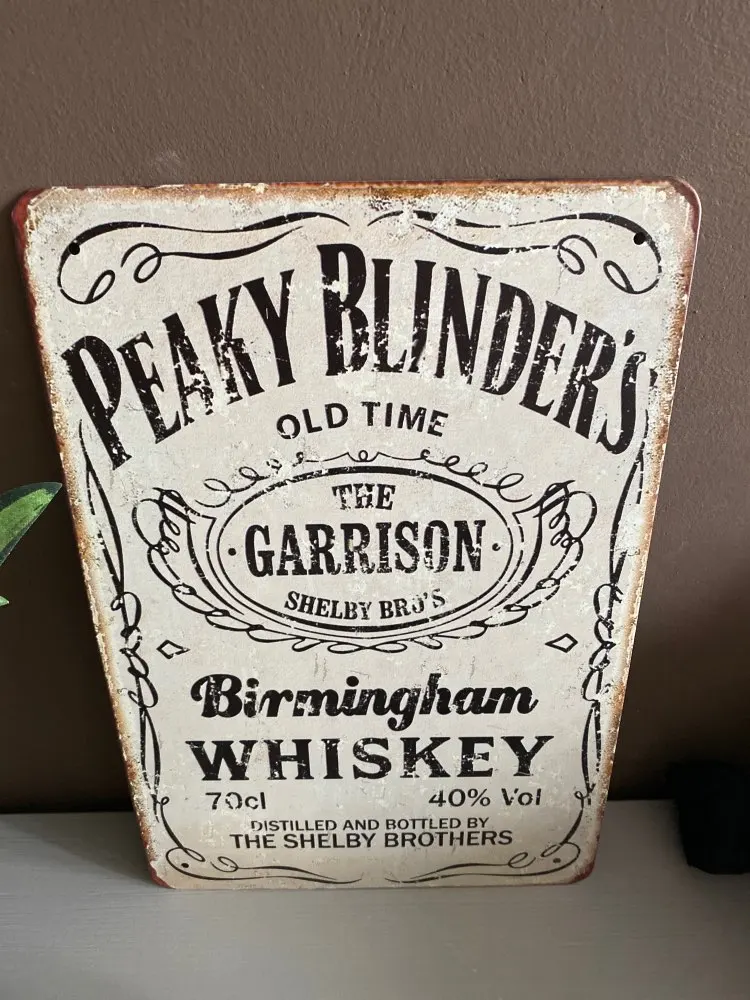 PEAKY BLINDER'S
OLD TIME
THE
GARRISON
SHELBY BRO'S
Birmingham
WHISKEY
70cl 40% Vol
DISTILLED AND BOTTLED BY
THE SHELBY BROTHERS